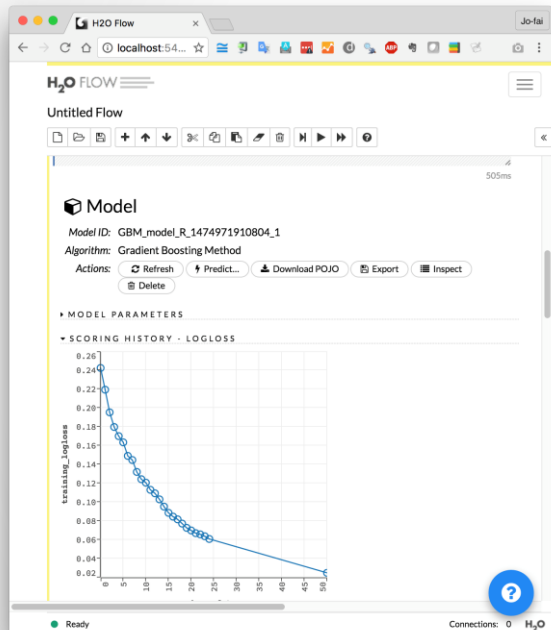 H2O Flow
Jo-fai
localhost:54...
ABP
H2O FLOW
Untitled Flow
505ms
Model
Model ID: GBM_model_R_1474971910804_1
Algorithm: Gradient Boosting Method
Actions: Refresh Predict... Download POJO Export Inspect
Delete
MODEL PARAMETERS
SCORING HISTORY - LOGLOSS
0.26
0.24
0.22
0.20
0.18
0.16
0.14
0.12
0.10
0.08
0.06
0.04
0.02
training_logloss
0 5 10 15 20 25 30 35 40 45 50
Ready
Connections: 0 H2O